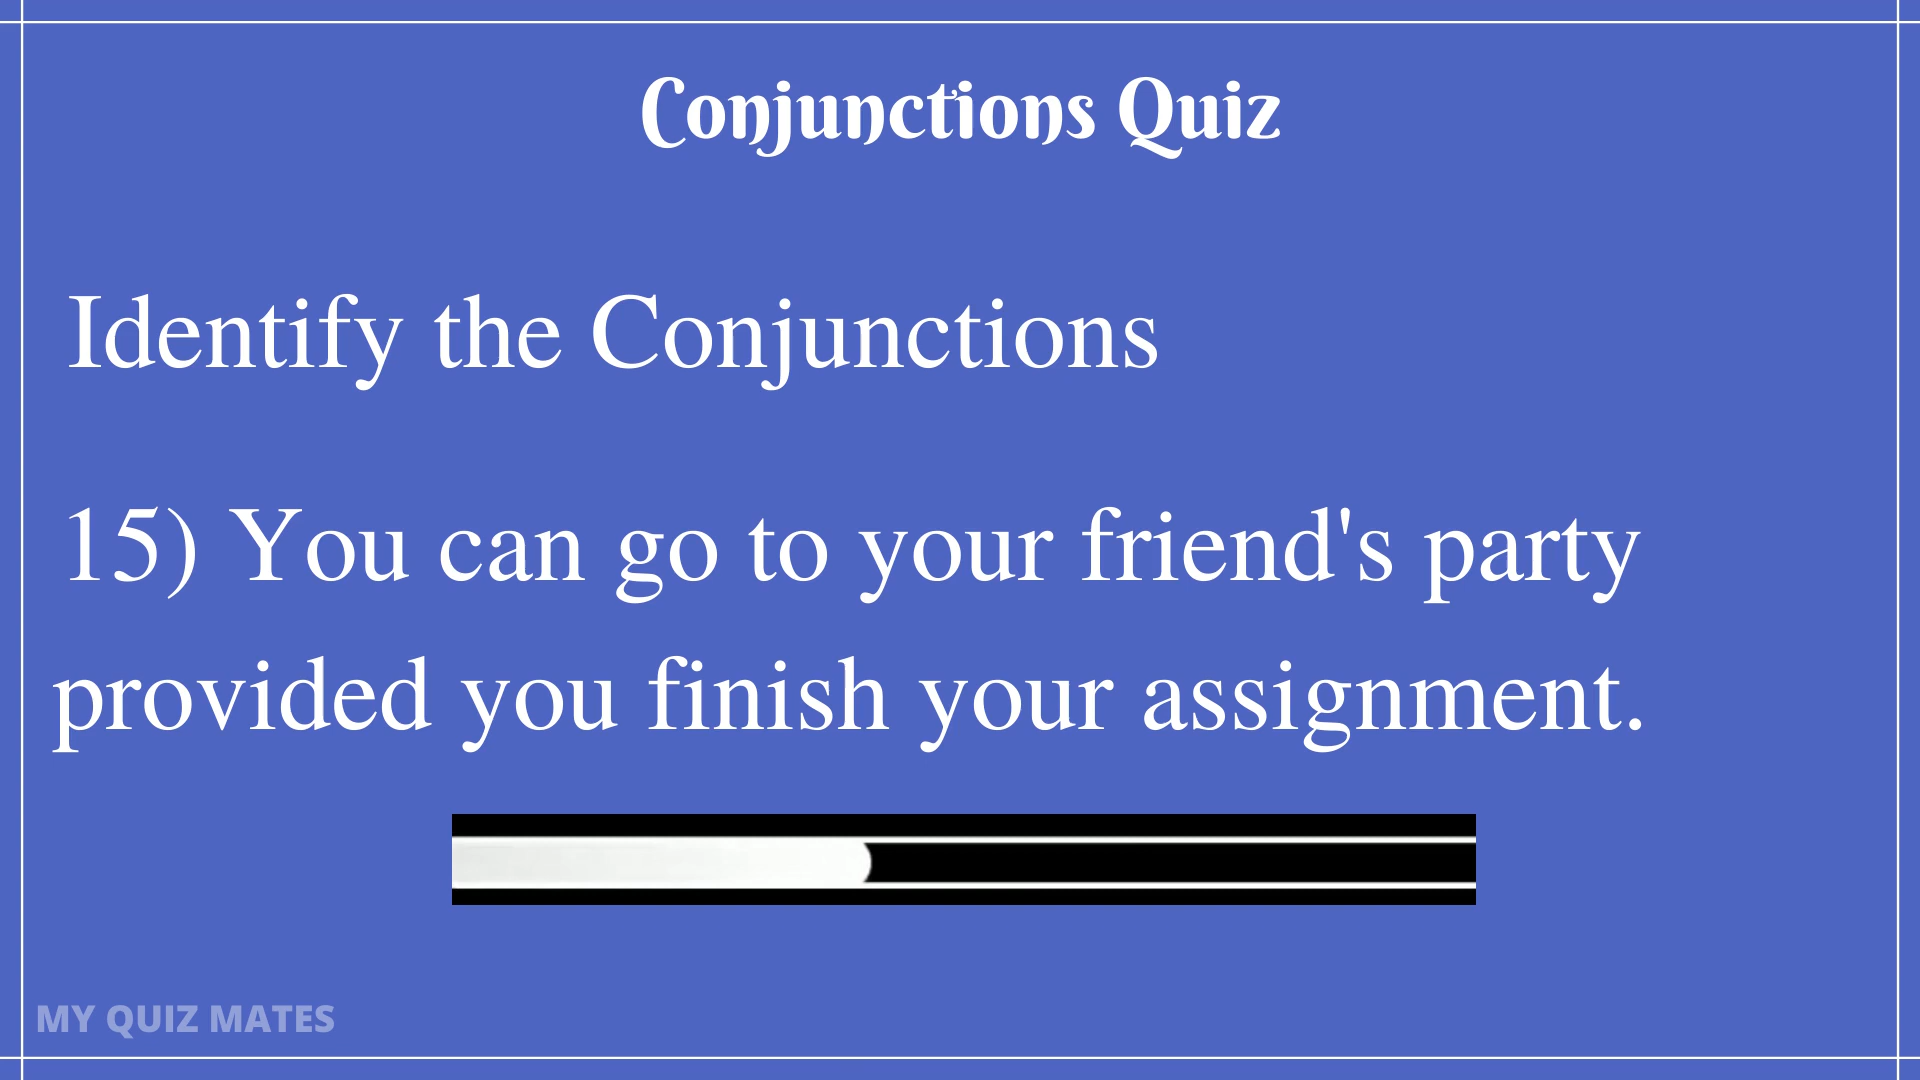 Conjunctions Quiz
Identify the Conjunctions
15) You can go to your friend's party
provided you finish your assignment.
MY QUIZ MATES